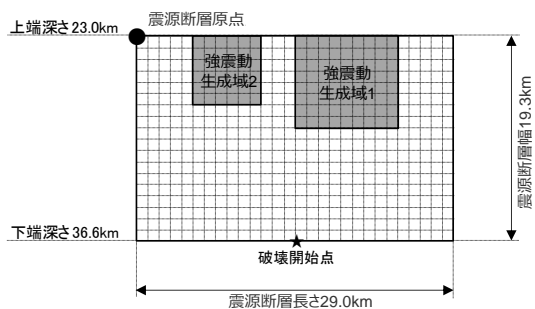 震源断層原点
上端深さ23.0km
強震動
生成域2
強震動
生成域1
震源断層幅19.3km
下端深さ36.6km
破壊開始点
震源断層長さ29.0km